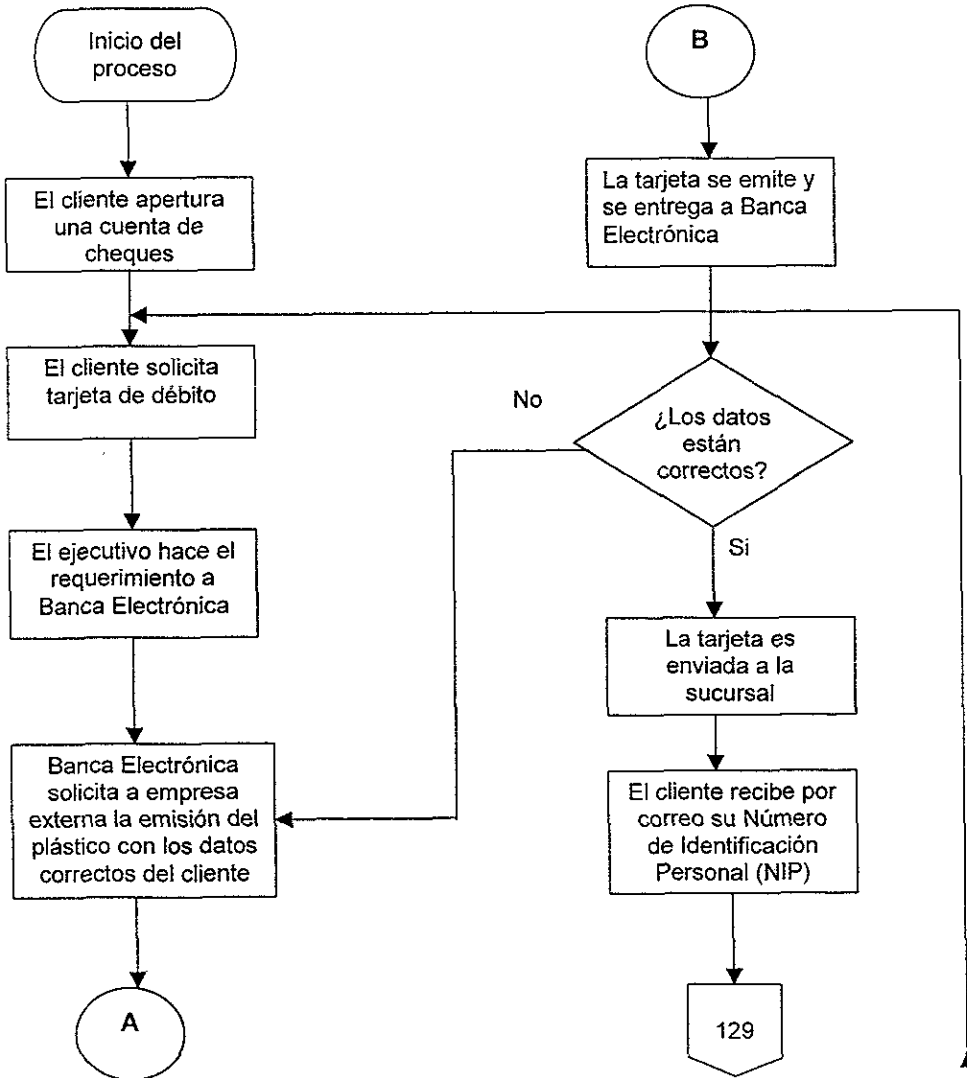 Inicio del
proceso
El cliente apertura
una cuenta de
cheques
El cliente solicita
tarjeta de débito
El ejecutivo hace el
requerimiento a
Banca Electrónica
Banca Electrónica
solicita a empresa
externa la emisión del
plástico con los datos
correctos del cliente
A
B
La tarjeta se emite y
se entrega a Banca
Electrónica
¿Los datos
están
correctos?
No
Si
La tarjeta es
enviada a la
sucursal
El cliente recibe por
correo su Número
de Identificación
Personal (NIP)
129